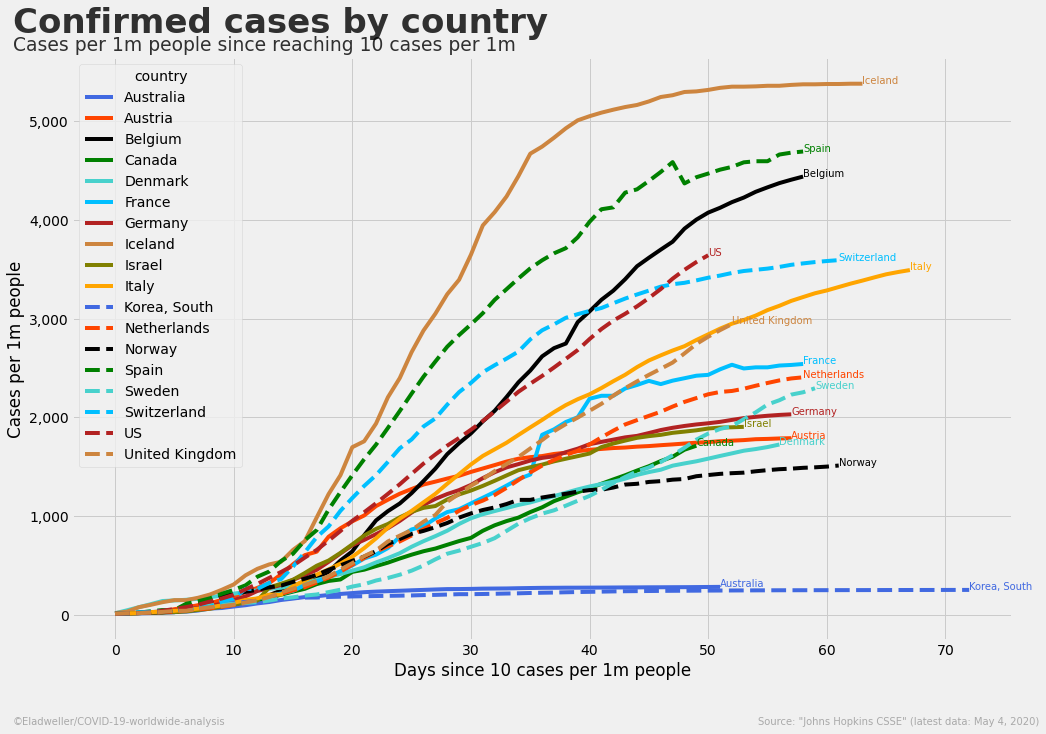 Confirmed cases by country
Cases per 1m people since reaching 10 cases per 1m
country
Australia
Austria
Belgium
Canada
Denmark
France
Germany
Iceland
Israel
Italy
Korea, South
Netherlands
Norway
Spain
Sweden
Switzerland
US
United Kingdom
Cases per 1m people
5,000
4,000
3,000
2,000
1,000
0
Iceland
Spain
Belgium
US
Switzerland
Italy
United Kingdom
France
Netherlands
Sweden
Germany
Israel
Austria
Canada
Denmark
Norway
Australia
Korea, South
0 10 20 30 40 50 60 70
Days since 10 cases per 1m people
©Eladweller/COVID-19-worldwide-analysis
Source: "Johns Hopkins CSSE" (latest data: May 4, 2020)